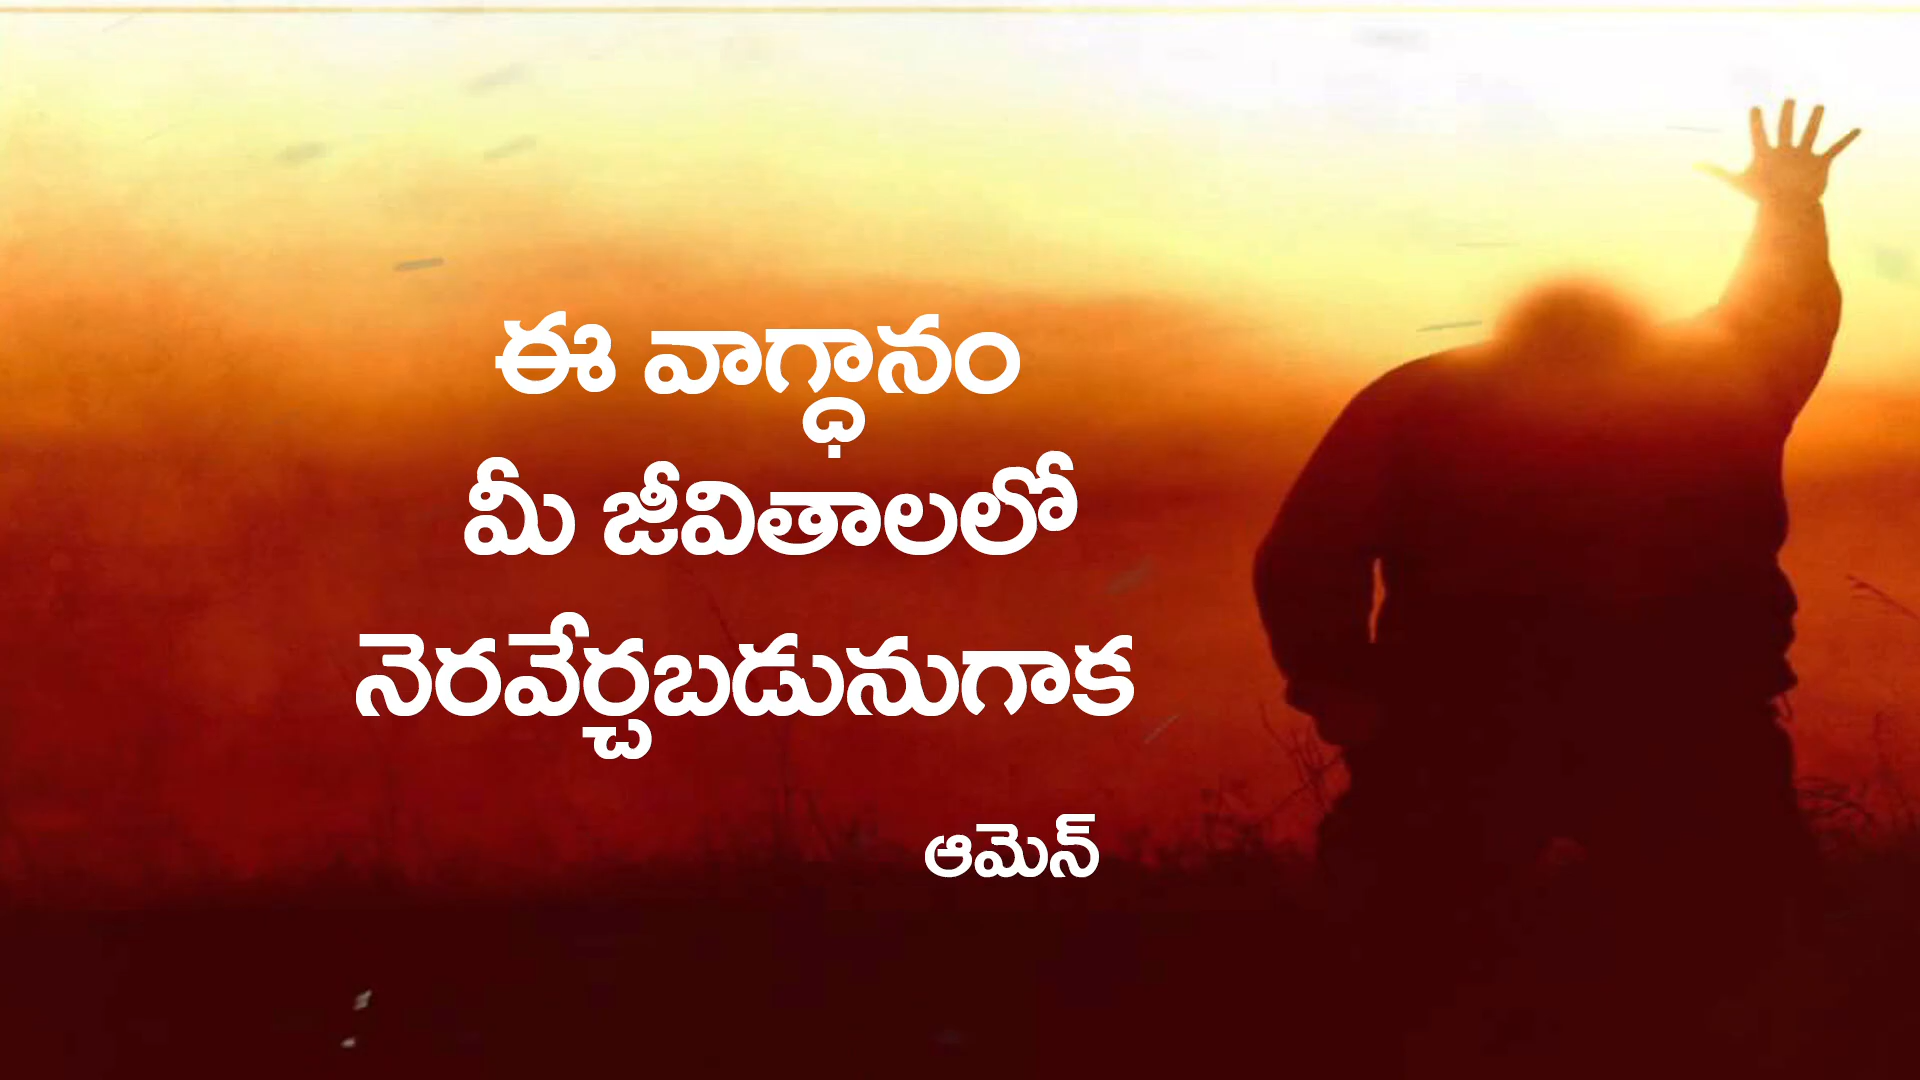 ఈ వాగ్ధానం
మీ జీవితాలలో
నెరవేర్చబడునుగాక
ఆమెన్